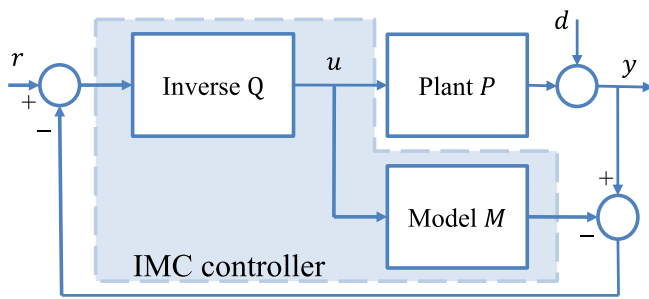 d
r
u
y
Inverse Q
Plant P
+
−
+
Model M
−
IMC controller